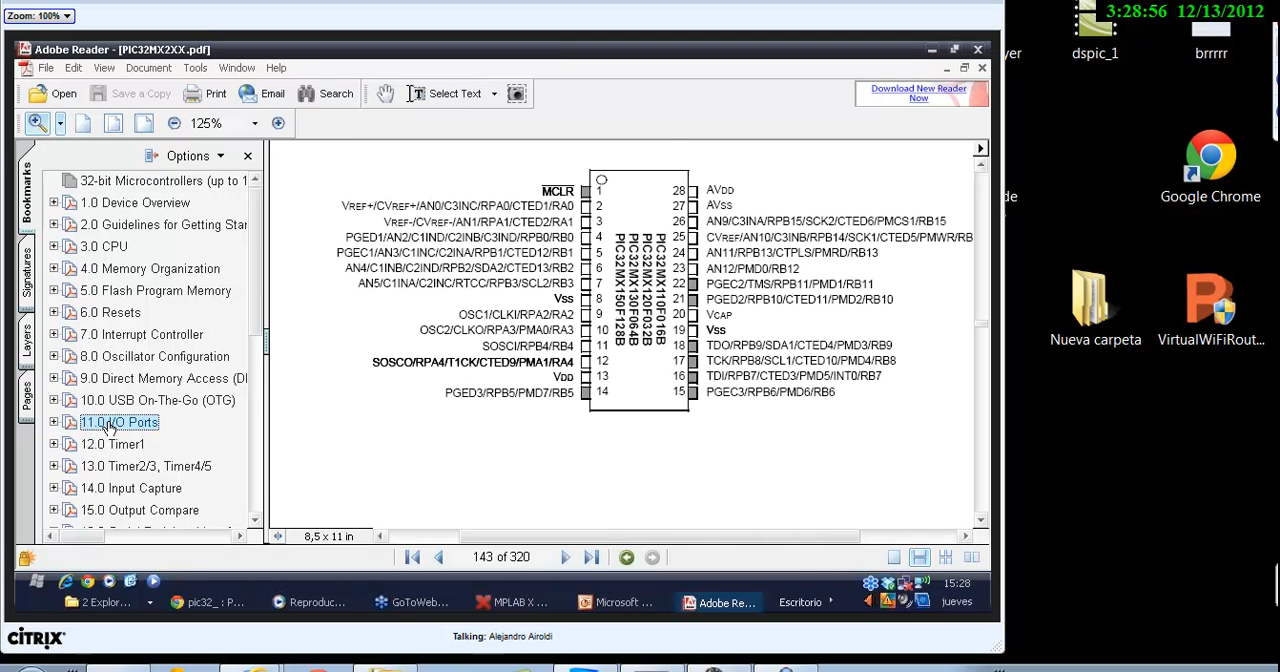 Zoom: 100%
3:28:56 12/13/2012
Adobe Reader - [PIC32MX2XX.pdf]
File Edit View Document Tools Window Help
Open Save a Copy Print Email Search Select Text
Download New Reader
Now
125%
Options
Bookmarks
Signatures
Layers
Pages
32-bit Microcontrollers (up to 1
1.0 Device Overview
2.0 Guidelines for Getting Star
3.0 CPU
4.0 Memory Organization
5.0 Flash Program Memory
6.0 Resets
7.0 Interrupt Controller
8.0 Oscillator Configuration
9.0 Direct Memory Access (DI
10.0 USB On-The-Go (OTG)
11.0 I/O Ports
12.0 Timer1
13.0 Timer2/3, Timer4/5
14.0 Input Capture
15.0 Output Compare
MCLR 1 28 AVDD
VREF+/CVREF+/AN0/C3INC/RPA0/CTED1/RA0 2 27 AVSS
VREF-/CVREF-/AN1/RPA1/CTED2/RA1 3 26 AN9/C3INA/RPB15/SCK2/CTED6/PMCS1/RB15
PGED1/AN2/C1IND/C2INB/C3IND/RPB0/RB0 4 25 CVREF/AN10/C3INB/RPB14/SCK1/CTED5/PMWR/RB
PGEC1/AN3/C1INC/C2INA/RPB1/CTED12/RB1 5 24 AN11/RPB13/CTPLS/PMRD/RB13
AN4/C1INB/C2IND/RPB2/SDA2/CTED13/RB2 6 23 AN12/PMD0/RB12
AN5/C1INA/C2INC/RTCC/RPB3/SCL2/RB3 7 22 PGEC2/TMS/RPB11/PMD1/RB11
VSS 8 21 PGED2/RPB10/CTED11/PMD2/RB10
OSC1/CLKI/RPA2/RA2 9 20 VCAP
OSC2/CLKO/RPA3/PMA0/RA3 10 19 VSS
SOSCI/RPB4/RB4 11 18 TDO/RPB9/SDA1/CTED4/PMD3/RB9
SOSCO/RPA4/T1CK/CTED9/PMA1/RA4 12 17 TCK/RPB8/SCL1/CTED10/PMD4/RB8
VDD 13 16 TDI/RPB7/CTED3/PMD5/INT0/RB7
PGED3/RPB5/PMD7/RB5 14 15 PGEC3/RPB6/PMD6/RB6
PIC32MX110F016B
PIC32MX120F032B
PIC32MX130F064B
PIC32MX150F128B
8,5 x 11 in
143 of 320
2 Explor... pic32_ : P... Reproduc... GoToWeb... MPLAB X ... Microsoft ... Adobe Re... Escritorio
15:28
jueves
CITRIX
Talking: Alejandro Airoldi
yer
dspic_1
brrrrr
de
Google Chrome
Nueva carpeta
VirtualWiFiRout...